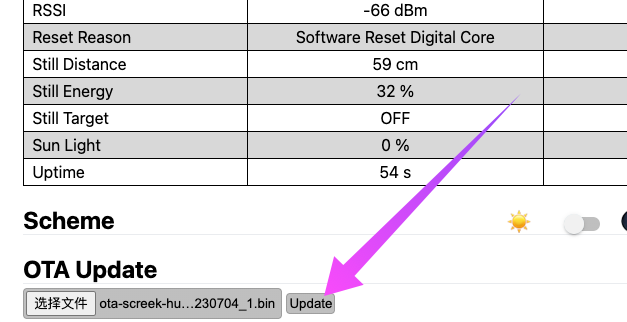 RSSI -66 dBm
Reset Reason Software Reset Digital Core
Still Distance 59 cm
Still Energy 32 %
Still Target OFF
Sun Light 0 %
Uptime 54 s
Scheme
OTA Update
选择文件 ota-screek-hu...230704_1.bin Update